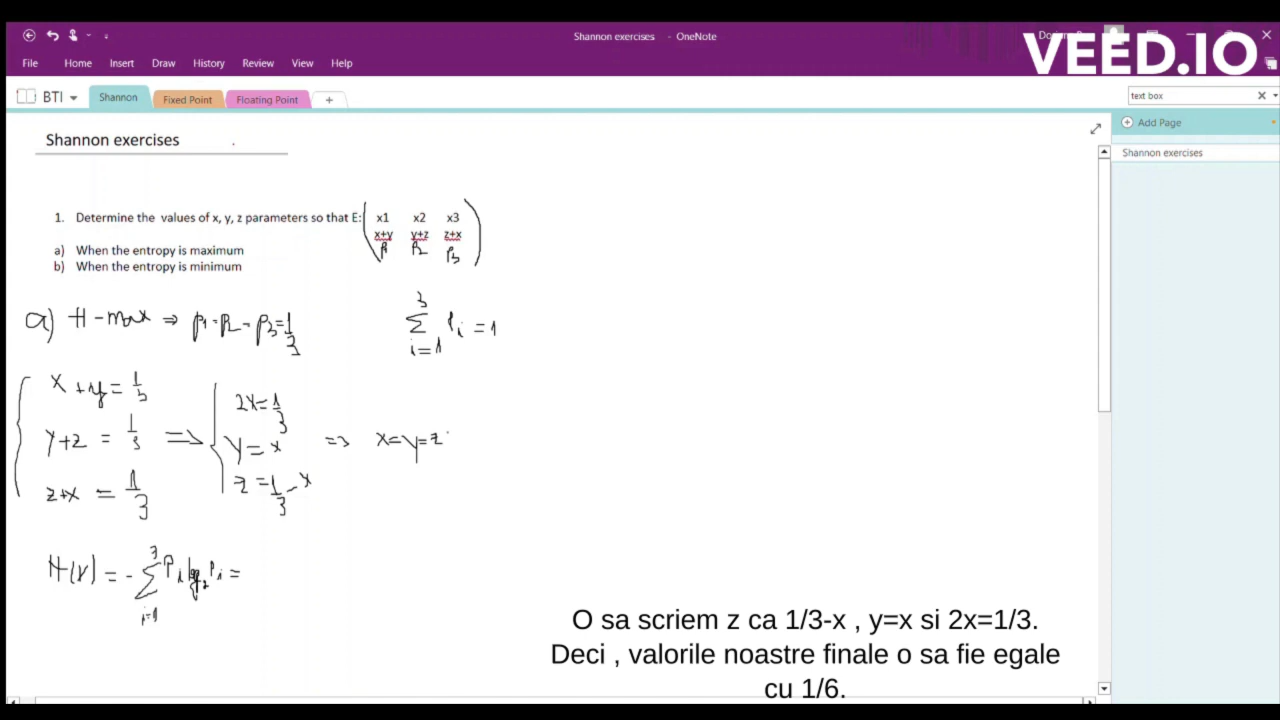 Shannon exercises - OneNote
VEED.IO
File Home Insert Draw History Review View Help
BTI Shannon Fixed Point Floating Point +
text box
Add Page
Shannon exercises
Shannon exercises
1. Determine the values of x, y, z parameters so that E: x1 x2 x3
x+y y+z z+x
P1 P2 P3
a) When the entropy is maximum
b) When the entropy is minimum
a) H-max ⇒ p1=p2=p3=1/3
3 Σ i=1 Pi = 1
x+y=1/3
y+z = 1/3 ⇒
z+x = 1/3
2x=1/3
y=x
z=1/3-x
⇒ x=y=z
H(X) = - 3 Σ i=1 Pi log2 Pi =
O sa scriem z ca 1/3-x , y=x si 2x=1/3.
Deci , valorile noastre finale o sa fie egale
cu 1/6.